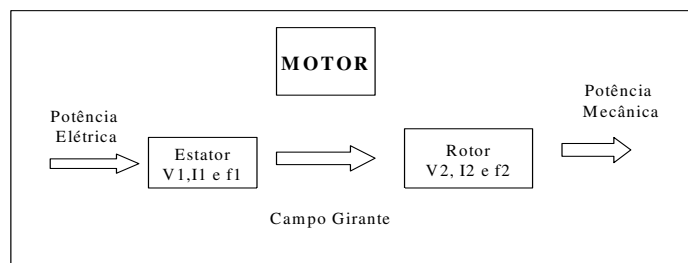 MOTOR
Potência
Elétrica
Estator
V1,I1 e f1
Campo Girante
Rotor
V2, I2 e f2
Potência
Mecânica